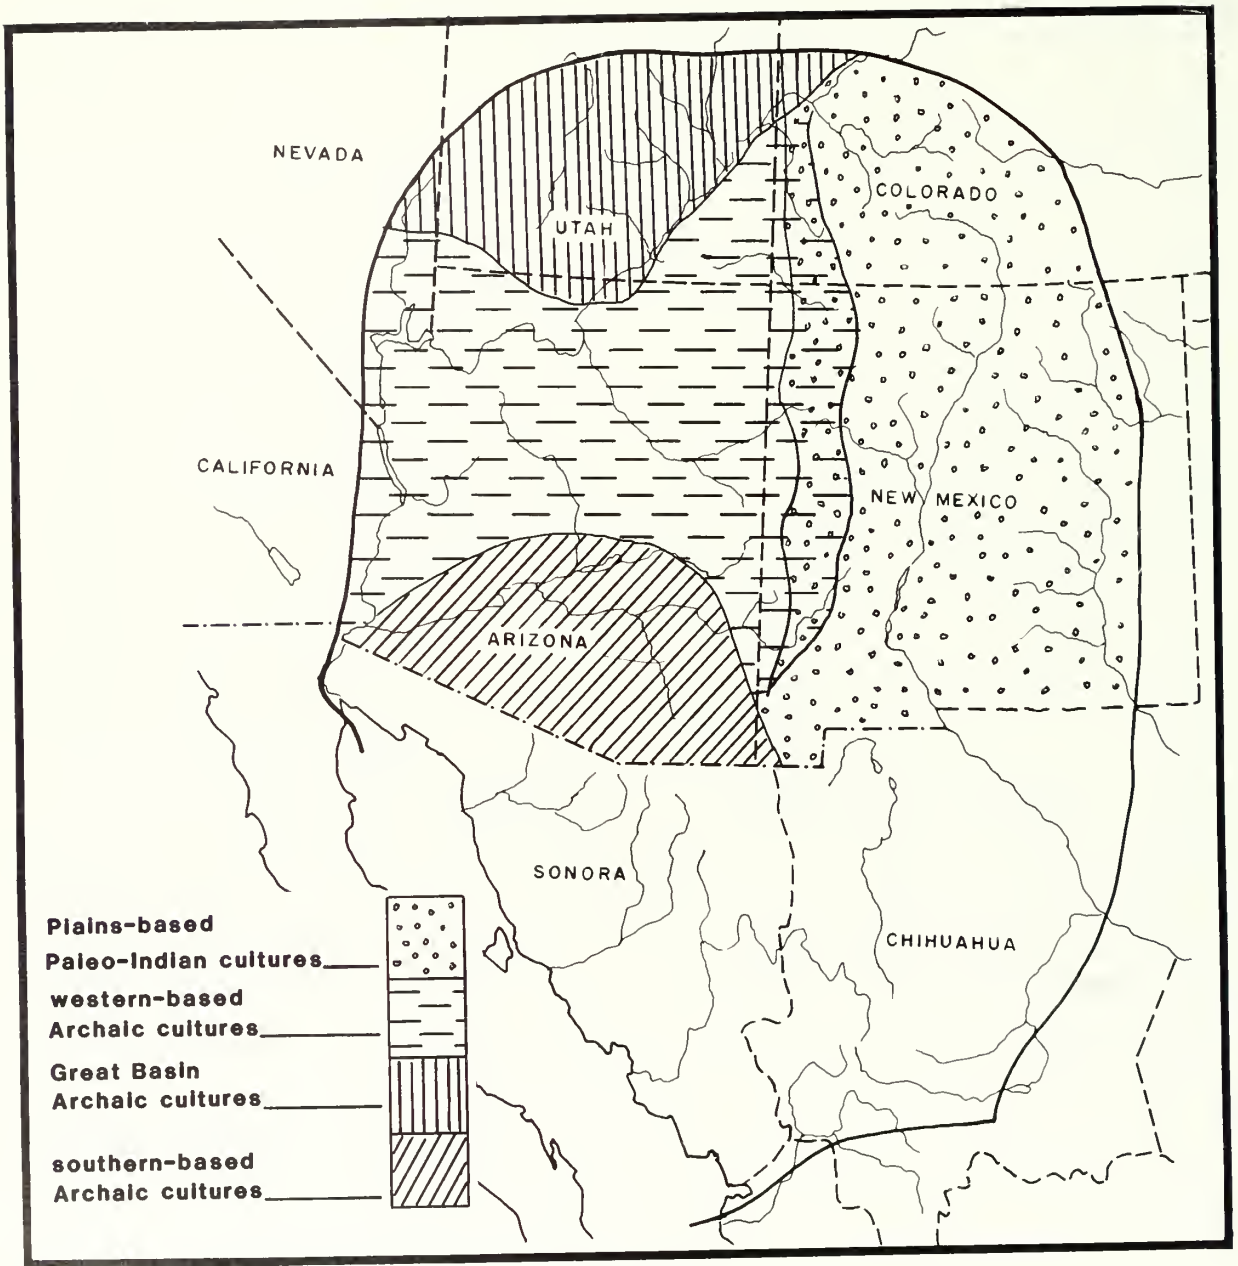 NEVADA
UTAH
COLORADO
CALIFORNIA
NEW MEXICO
ARIZONA
SONORA
CHIHUAHUA
Plains-based
Paleo-Indian cultures
western-based
Archaic cultures
Great Basin
Archaic cultures
southern-based
Archaic cultures